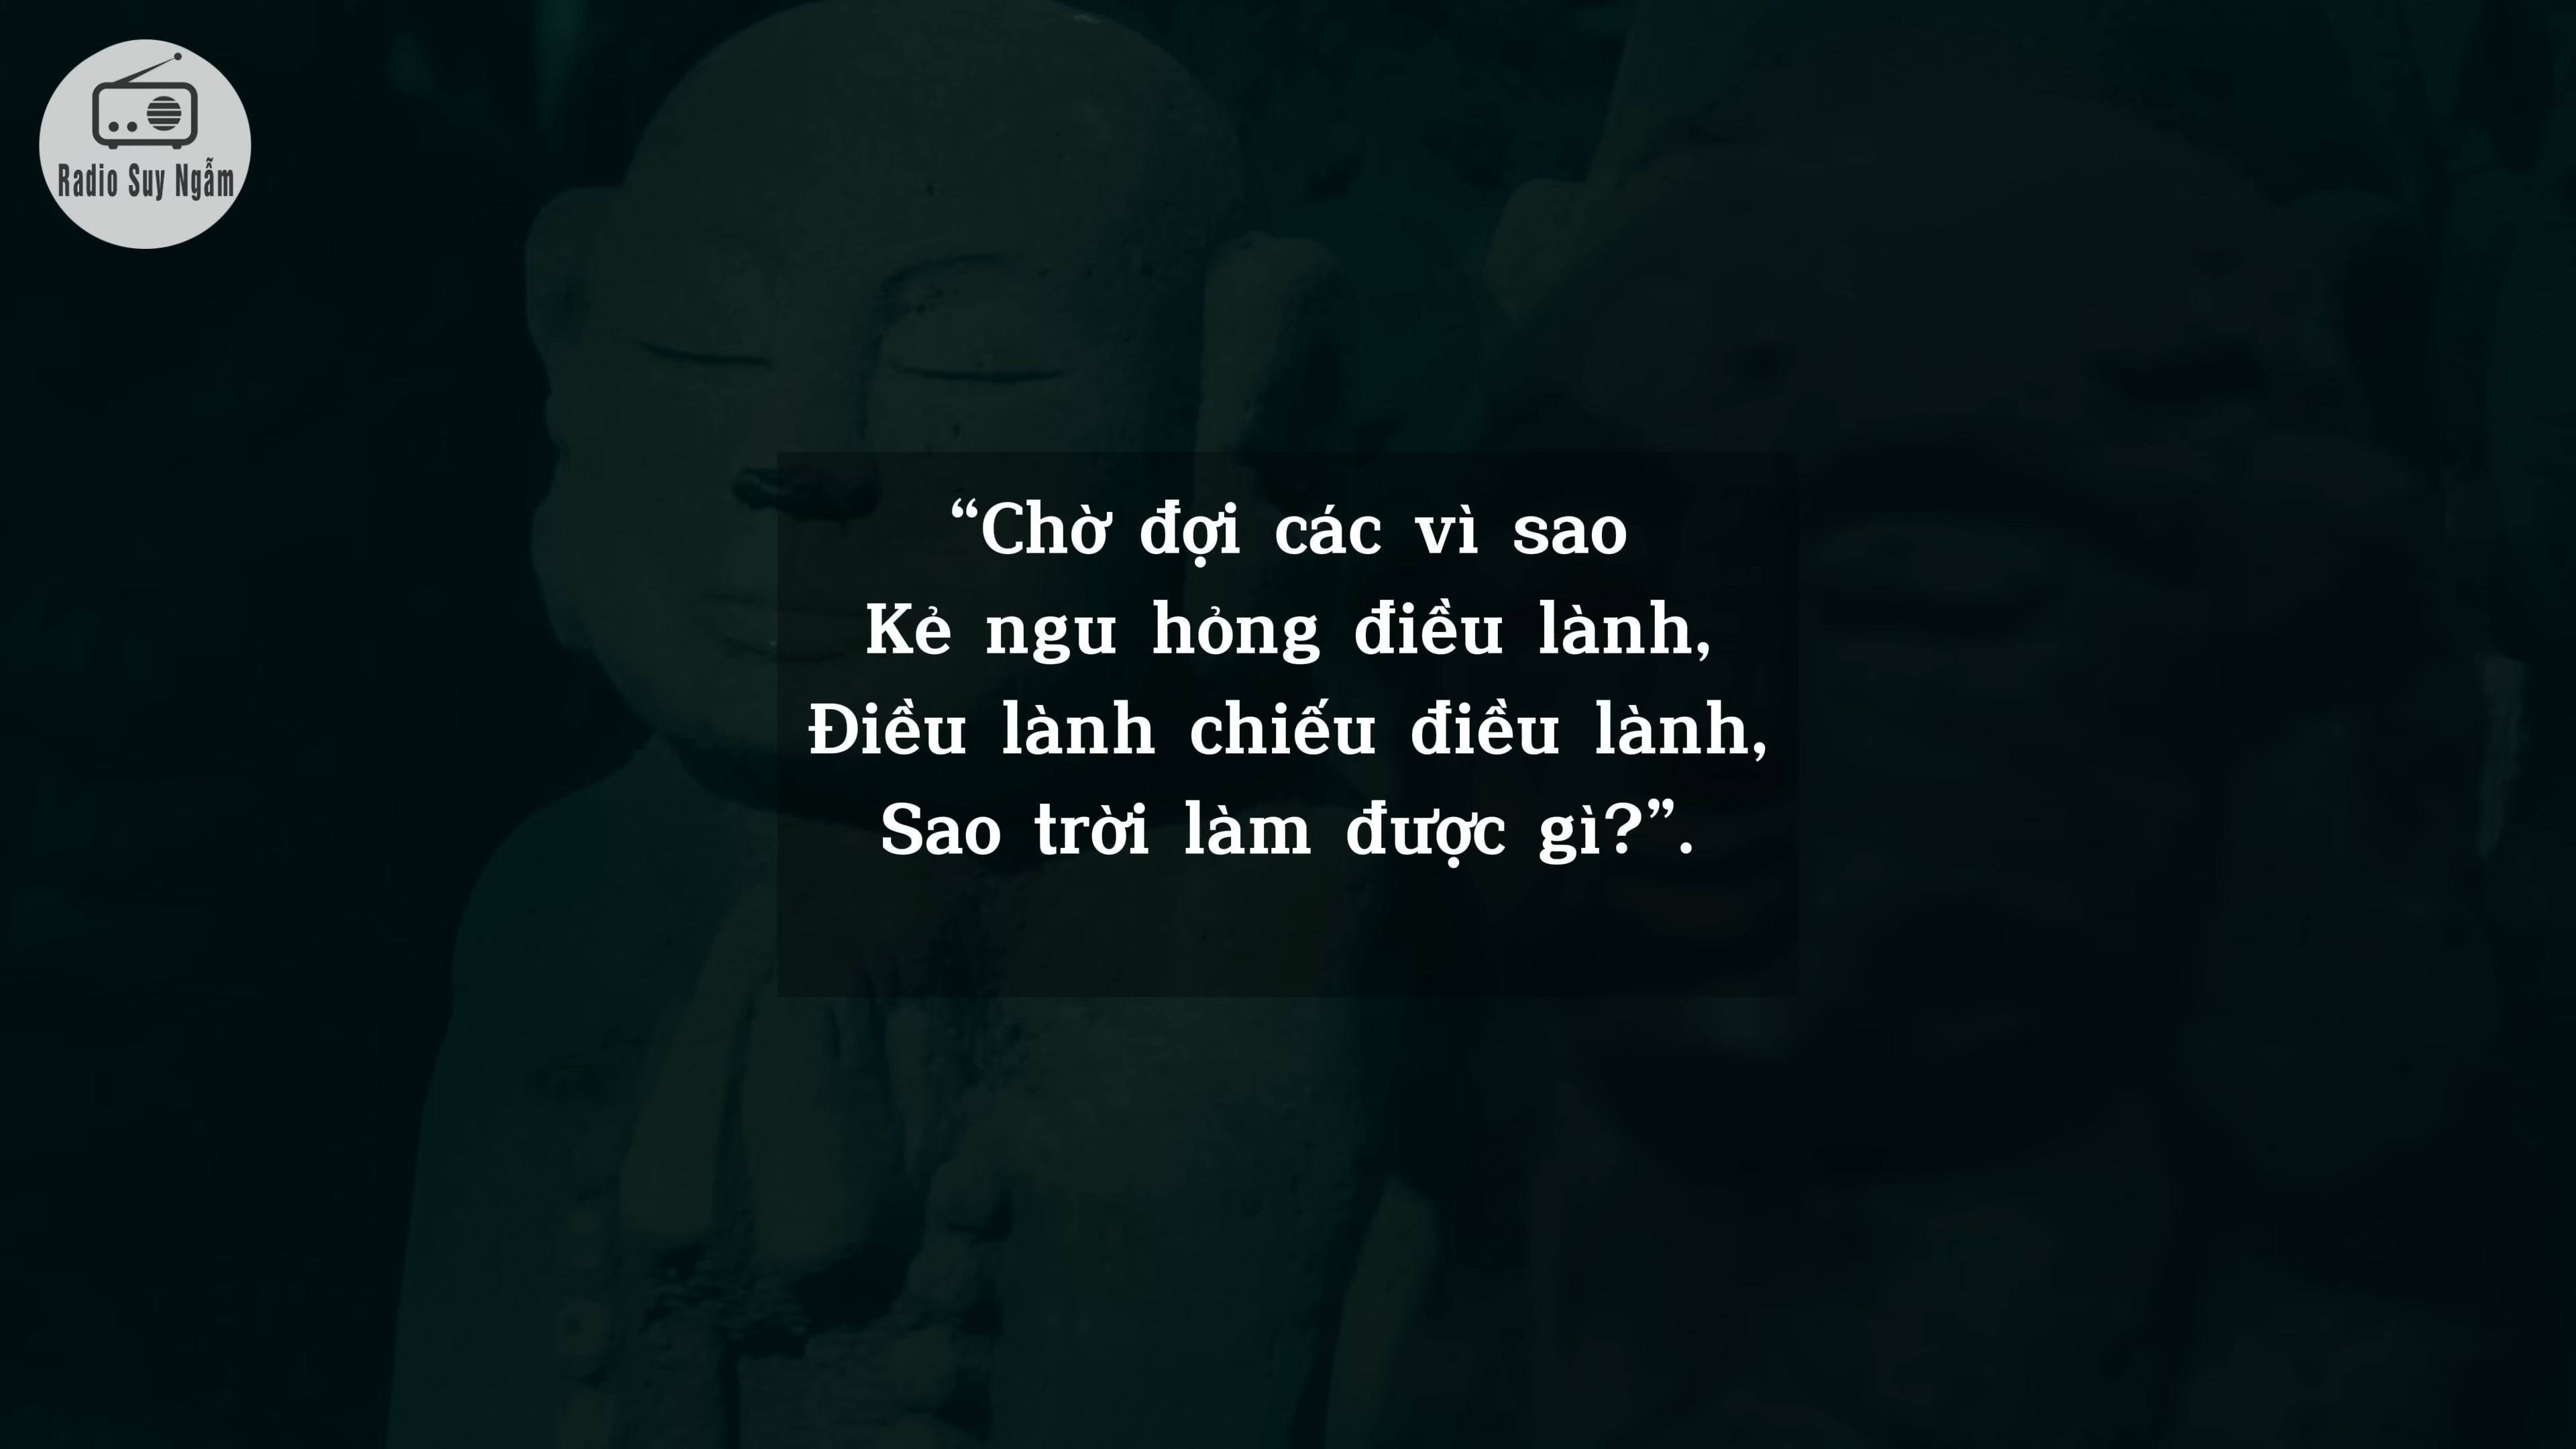 Radio Suy Ngẫm
“Chờ đợi các vì sao
Kẻ ngu hỏng điều lành,
Điều lành chiếu điều lành,
Sao trời làm được gì?”.